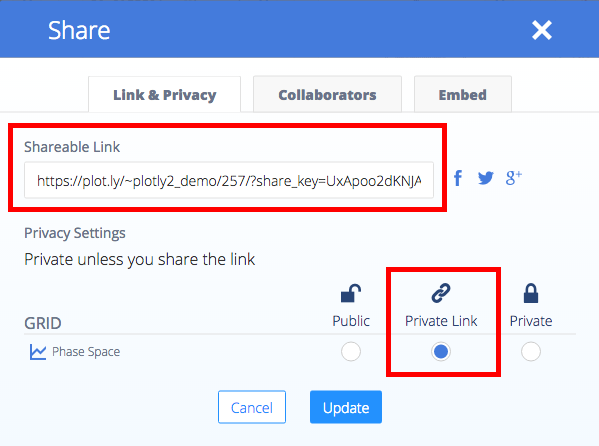 Share
Link & Privacy Collaborators Embed
Shareable Link
https://plot.ly/~plotly2_demo/257/?share_key=UxApoo2dKNJA
Privacy Settings
Private unless you share the link
GRID Public Private Link Private
Phase Space
Cancel Update